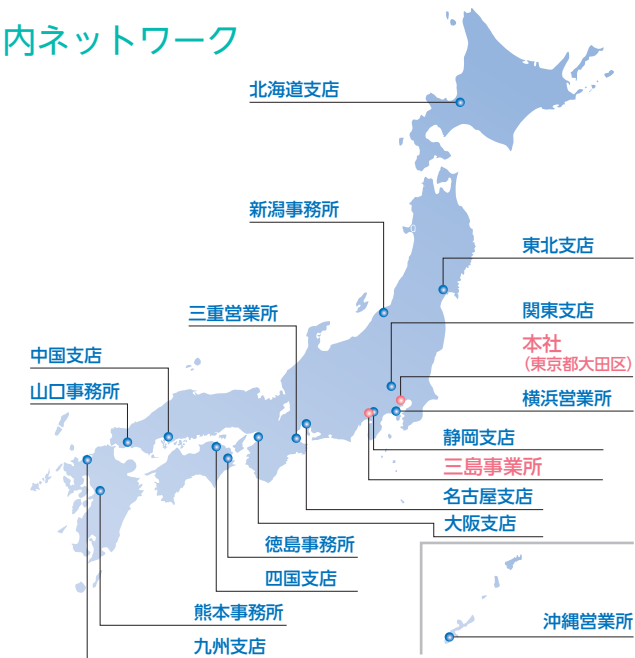 内ネットワーク
北海道支店
新潟事務所
東北支店
三重営業所
関東支店
本社
（東京都大田区）
中国支店
山口事務所
横浜営業所
静岡支店
三島事業所
名古屋支店
大阪支店
徳島事務所
四国支店
熊本事務所
沖縄営業所
九州支店